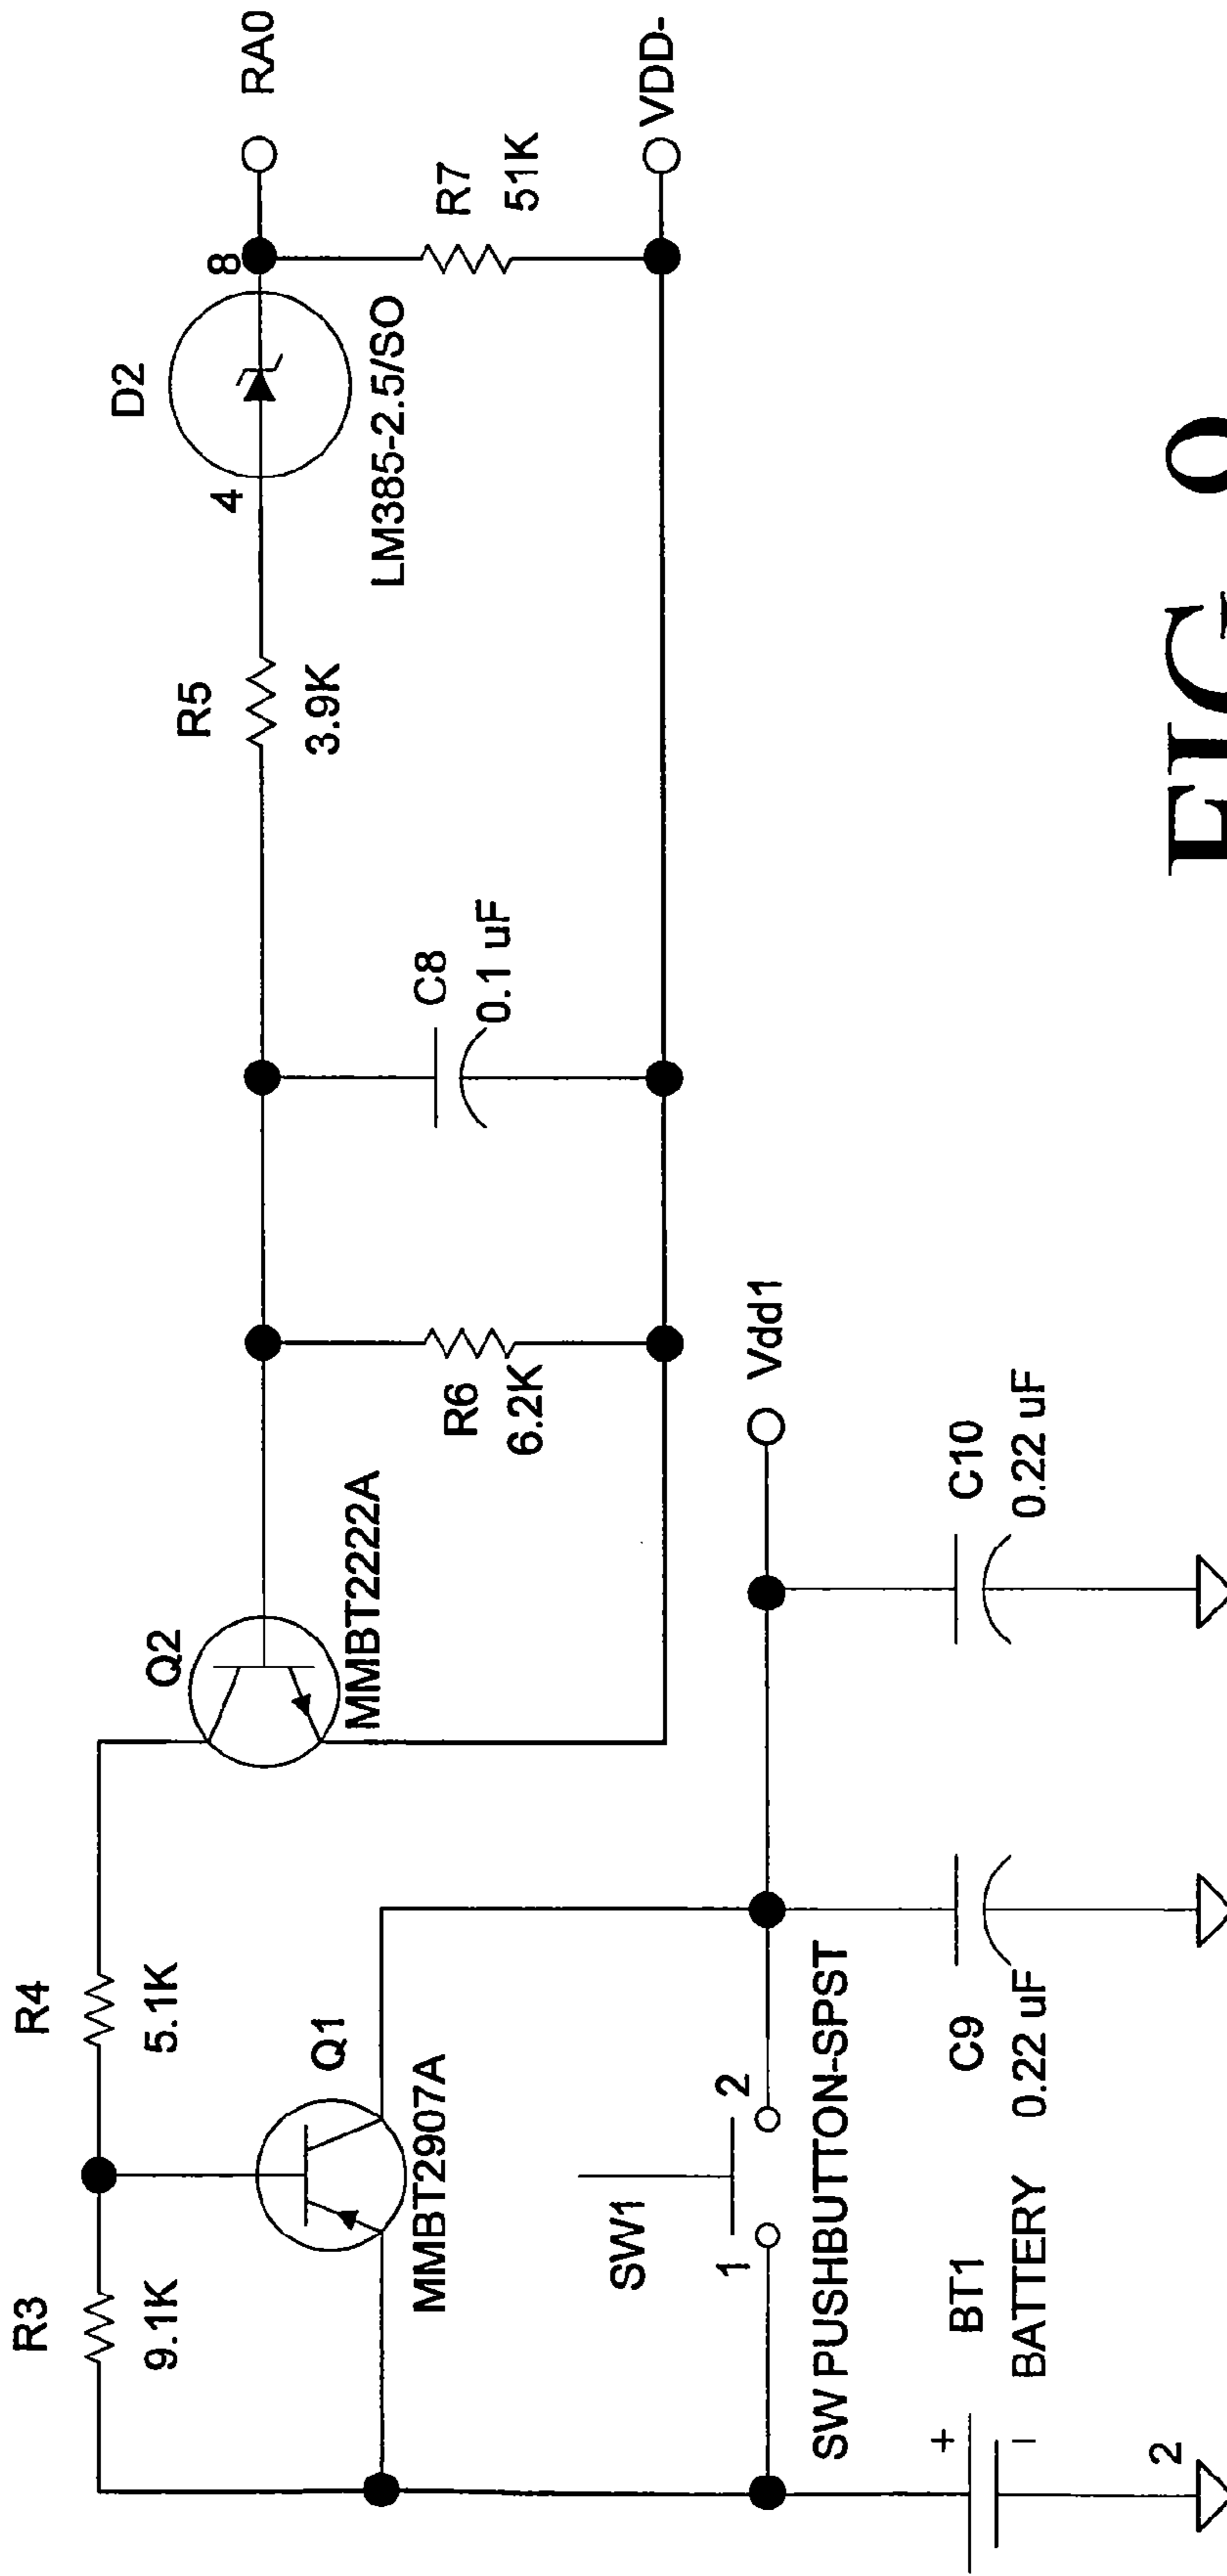 R3
9.1K
R4
5.1K
Q1
MMBT2907A
Q2
MMBT2222A
R6
6.2K
C8
0.1 uF
R5
3.9K
D2
4
8
LM385-2.5/SO
RA0
R7
51K
VDD-
SW1
1
2
SW PUSHBUTTON-SPST
Vdd1
+
−
2
BT1
BATTERY
C9
0.22 uF
C10
0.22 uF
FIG